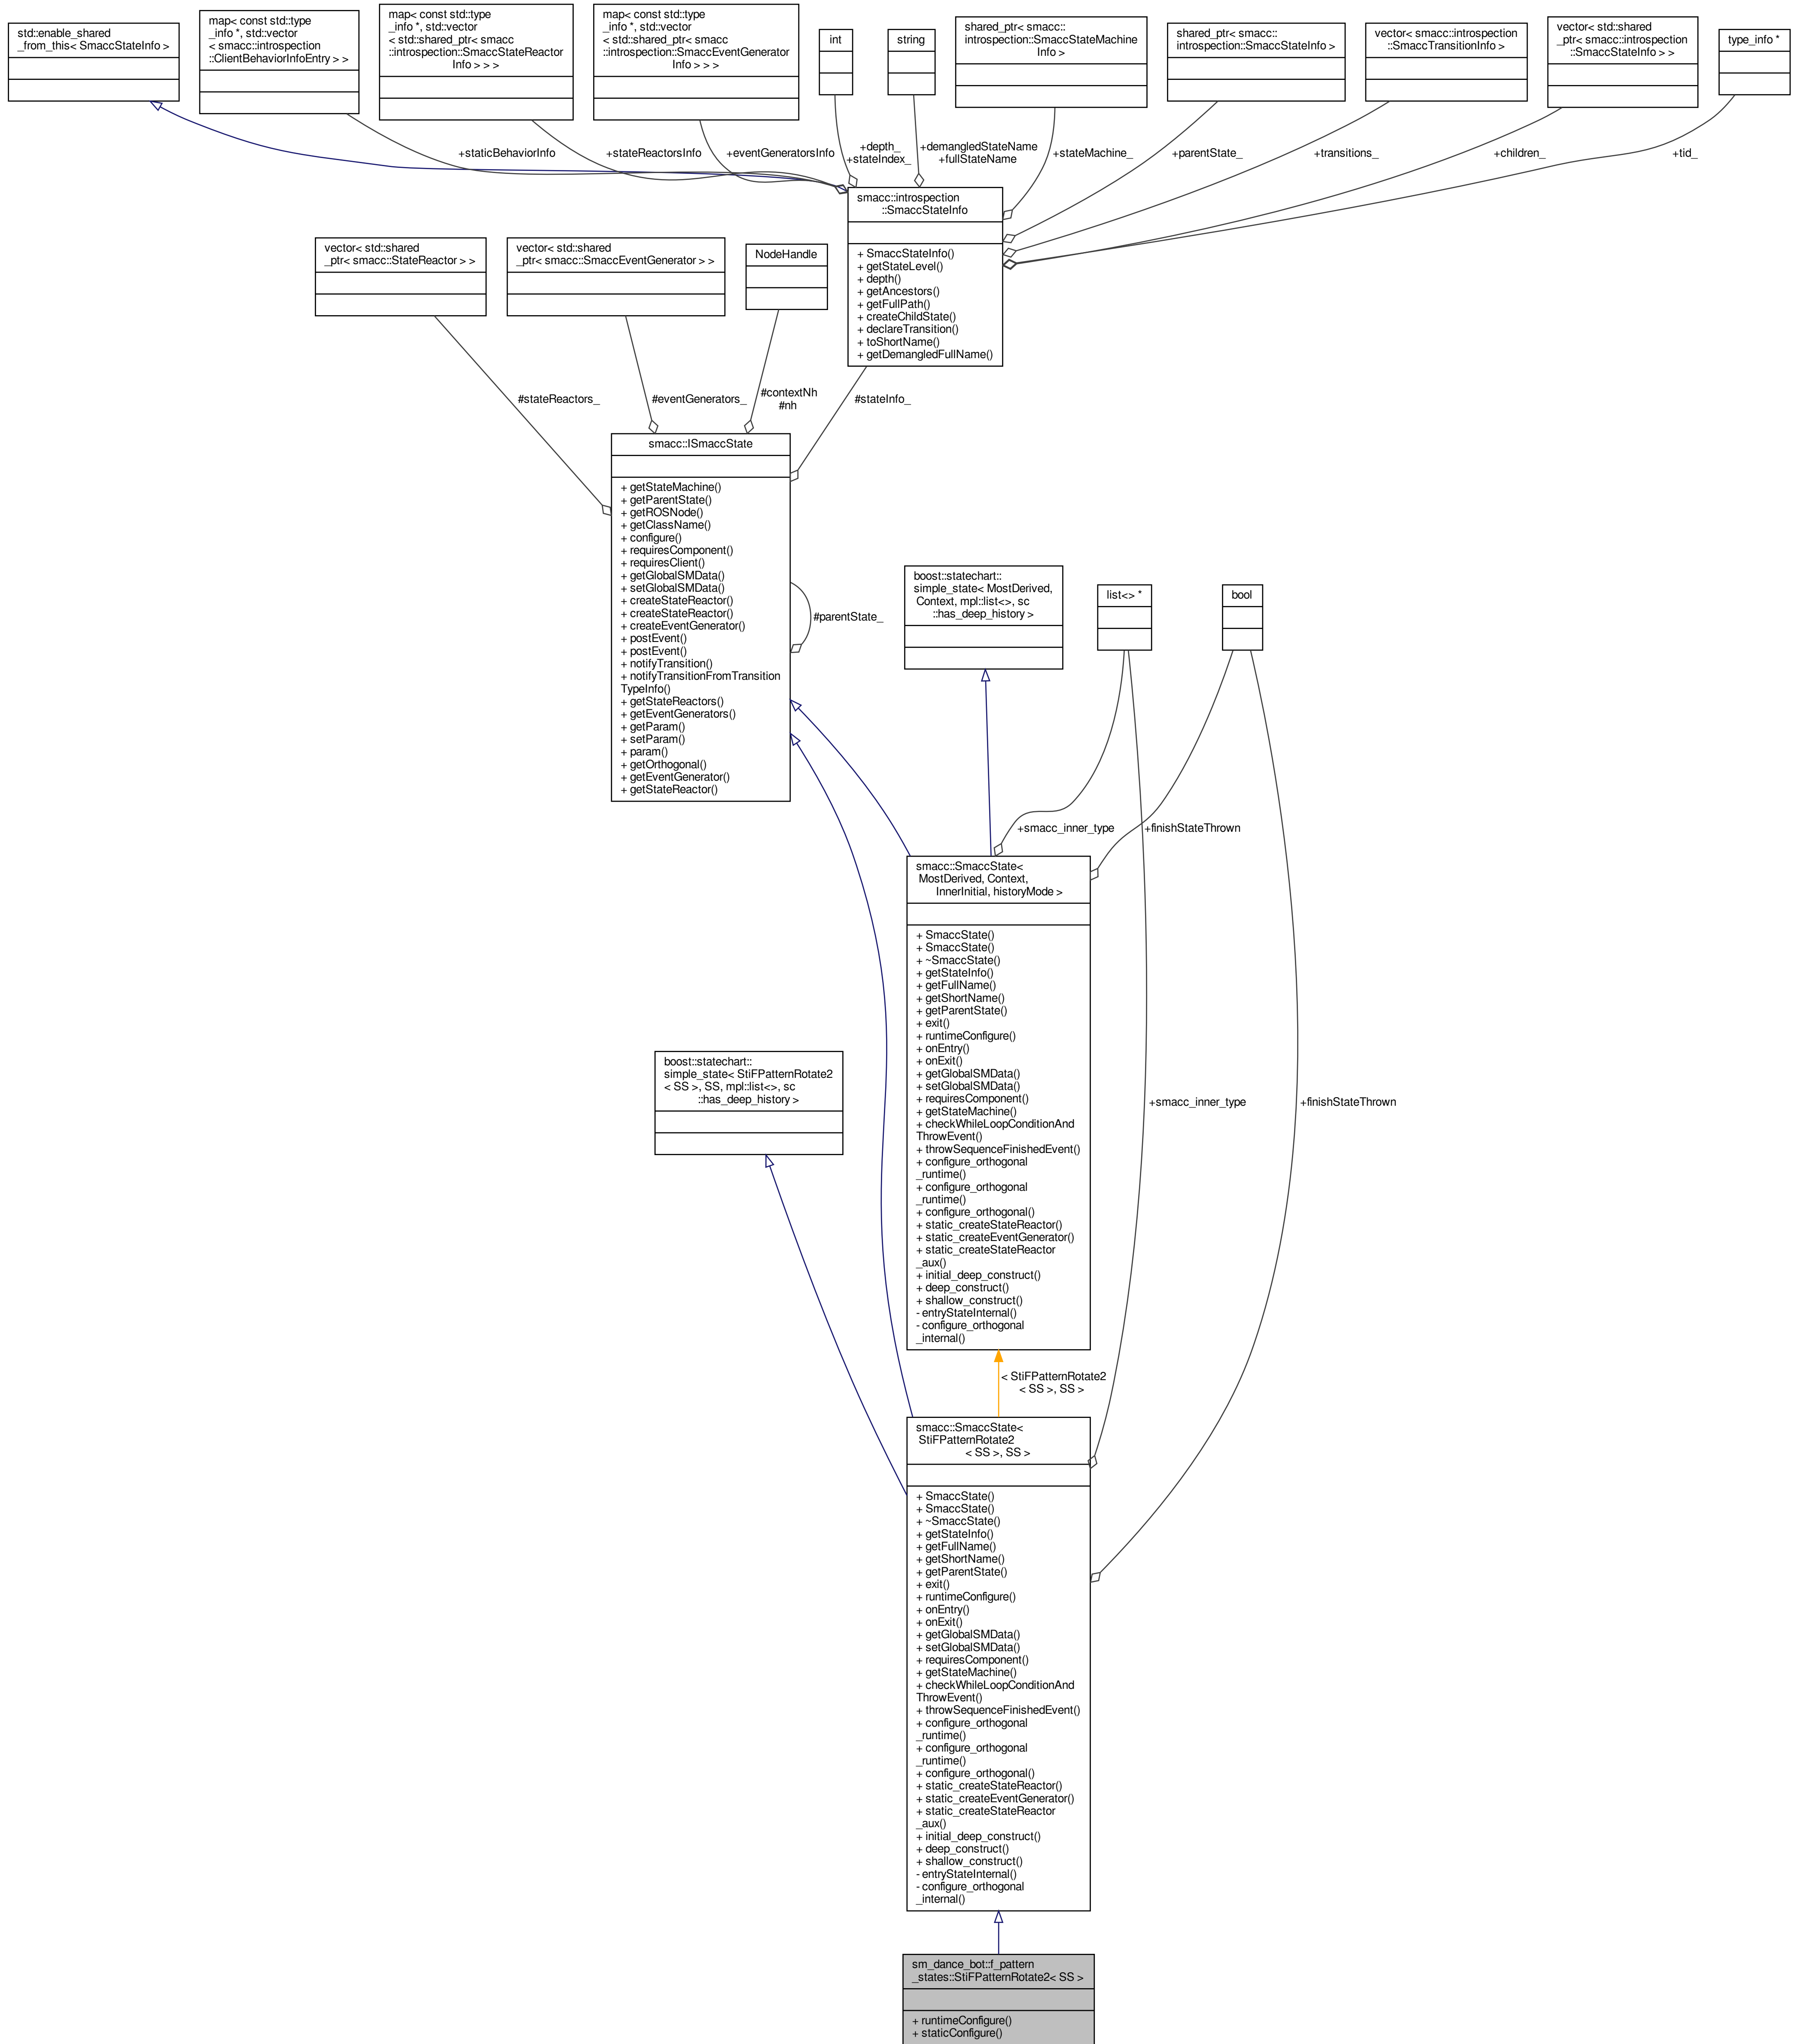 std::enable_shared
_from_this< SmaccStateInfo >
map< const std::type
_info *, std::vector
< smacc::introspection
::ClientBehaviorInfoEntry > >
map< const std::type
_info *, std::vector
< std::shared_ptr< smacc
::introspection::SmaccStateReactor
Info > > >
map< const std::type
_info *, std::vector
< std::shared_ptr< smacc
::introspection::SmaccEventGenerator
Info > > >
int
string
shared_ptr< smacc::
introspection::SmaccStateMachine
Info >
shared_ptr< smacc::
introspection::SmaccStateInfo >
vector< smacc::introspection
::SmaccTransitionInfo >
vector< std::shared
_ptr< smacc::introspection
::SmaccStateInfo > >
type_info *
+staticBehaviorInfo
+stateReactorsInfo
+eventGeneratorsInfo
+depth_
+stateIndex_
+demangledStateName
+fullStateName
+stateMachine_
+parentState_
+transitions_
+children_
+tid_
smacc::introspection
::SmaccStateInfo
+ SmaccStateInfo()
+ getStateLevel()
+ depth()
+ getAncestors()
+ getFullPath()
+ createChildState()
+ declareTransition()
+ toShortName()
+ getDemangledFullName()
vector< std::shared
_ptr< smacc::StateReactor > >
vector< std::shared
_ptr< smacc::SmaccEventGenerator > >
NodeHandle
#stateReactors_
#eventGenerators_
#contextNh
#nh
#stateInfo_
smacc::ISmaccState
+ getStateMachine()
+ getParentState()
+ getROSNode()
+ getClassName()
+ configure()
+ requiresComponent()
+ requiresClient()
+ getGlobalSMData()
+ setGlobalSMData()
+ createStateReactor()
+ createStateReactor()
+ createEventGenerator()
+ postEvent()
+ postEvent()
+ notifyTransition()
+ notifyTransitionFromTransition
TypeInfo()
+ getStateReactors()
+ getEventGenerators()
+ getParam()
+ setParam()
+ param()
+ getOrthogonal()
+ getEventGenerator()
+ getStateReactor()
#parentState_
boost::statechart::
simple_state< MostDerived,
Context, mpl::list<>, sc
::has_deep_history >
list<> *
bool
+smacc_inner_type
+finishStateThrown
smacc::SmaccState<
MostDerived, Context,
InnerInitial, historyMode >
+ SmaccState()
+ SmaccState()
+ ~SmaccState()
+ getStateInfo()
+ getFullName()
+ getShortName()
+ getParentState()
+ exit()
+ runtimeConfigure()
+ onEntry()
+ onExit()
+ getGlobalSMData()
+ setGlobalSMData()
+ requiresComponent()
+ getStateMachine()
+ checkWhileLoopConditionAnd
ThrowEvent()
+ throwSequenceFinishedEvent()
+ configure_orthogonal
_runtime()
+ configure_orthogonal
_runtime()
+ configure_orthogonal()
+ static_createStateReactor()
+ static_createEventGenerator()
+ static_createStateReactor
_aux()
+ initial_deep_construct()
+ deep_construct()
+ shallow_construct()
- entryStateInternal()
- configure_orthogonal
_internal()
boost::statechart::
simple_state< StiFPatternRotate2
< SS >, SS, mpl::list<>, sc
::has_deep_history >
+smacc_inner_type
+finishStateThrown
< StiFPatternRotate2
< SS >, SS >
smacc::SmaccState<
StiFPatternRotate2
< SS >, SS >
+ SmaccState()
+ SmaccState()
+ ~SmaccState()
+ getStateInfo()
+ getFullName()
+ getShortName()
+ getParentState()
+ exit()
+ runtimeConfigure()
+ onEntry()
+ onExit()
+ getGlobalSMData()
+ setGlobalSMData()
+ requiresComponent()
+ getStateMachine()
+ checkWhileLoopConditionAnd
ThrowEvent()
+ throwSequenceFinishedEvent()
+ configure_orthogonal
_runtime()
+ configure_orthogonal
_runtime()
+ configure_orthogonal()
+ static_createStateReactor()
+ static_createEventGenerator()
+ static_createStateReactor
_aux()
+ initial_deep_construct()
+ deep_construct()
+ shallow_construct()
- entryStateInternal()
- configure_orthogonal
_internal()
sm_dance_bot::f_pattern
_states::StiFPatternRotate2< SS >
+ runtimeConfigure()
+ staticConfigure()